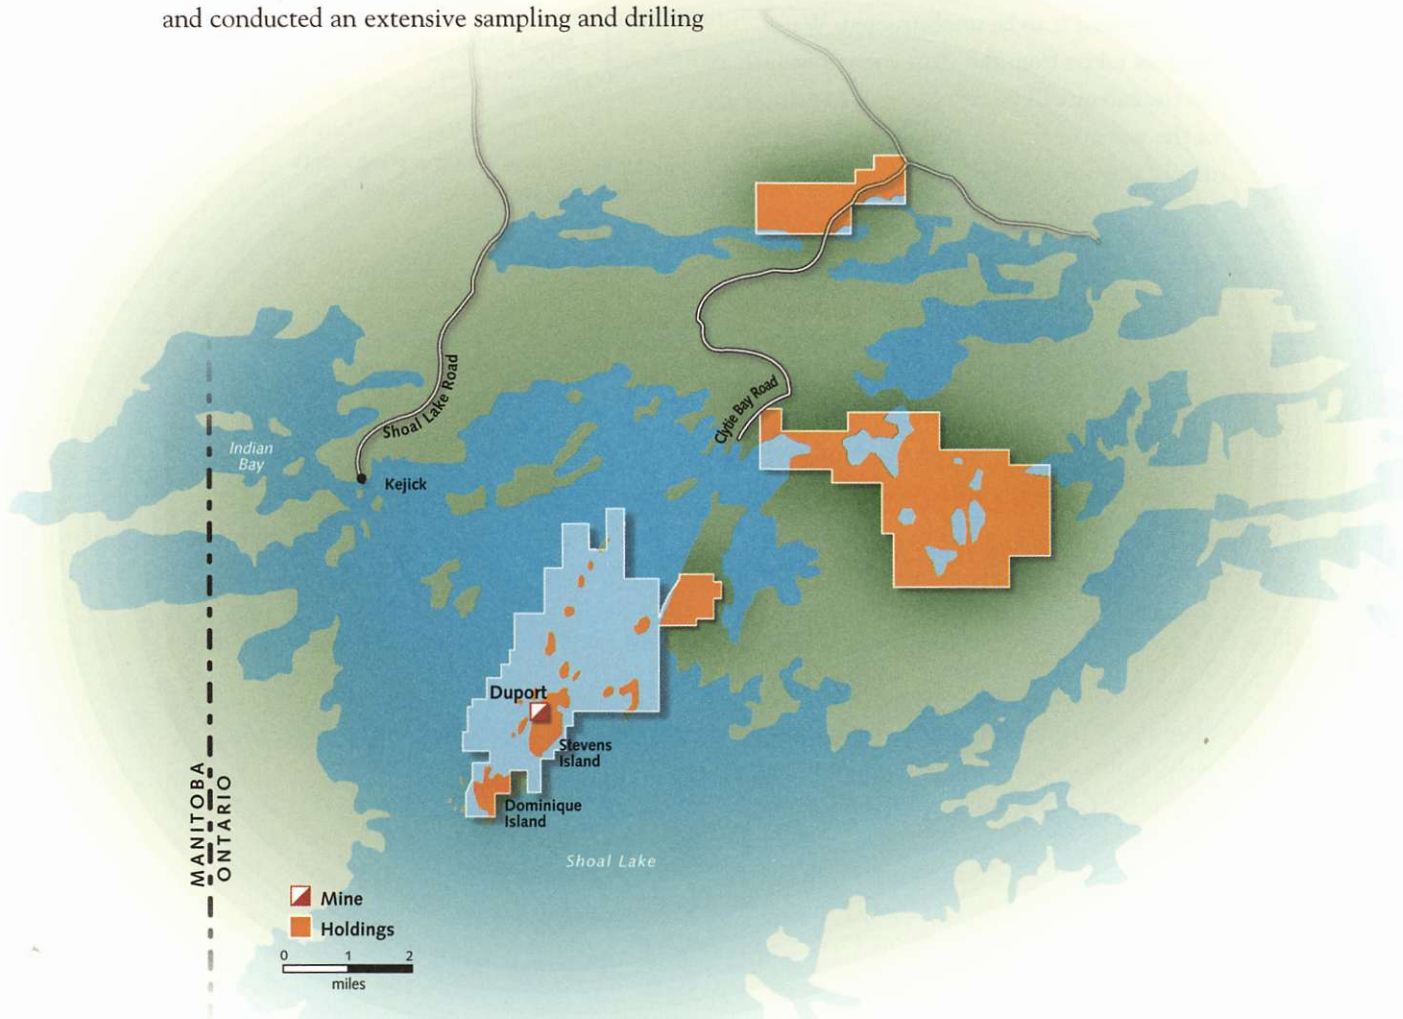 and conducted an extensive sampling and drilling
Clytie Bay Road
Shoal Lake Road
Indian
Bay
Kejick
Duport
Stevens
Island
Dominique
Island
MANITOBA
ONTARIO
Shoal Lake
Mine
Holdings
0 1 2
miles